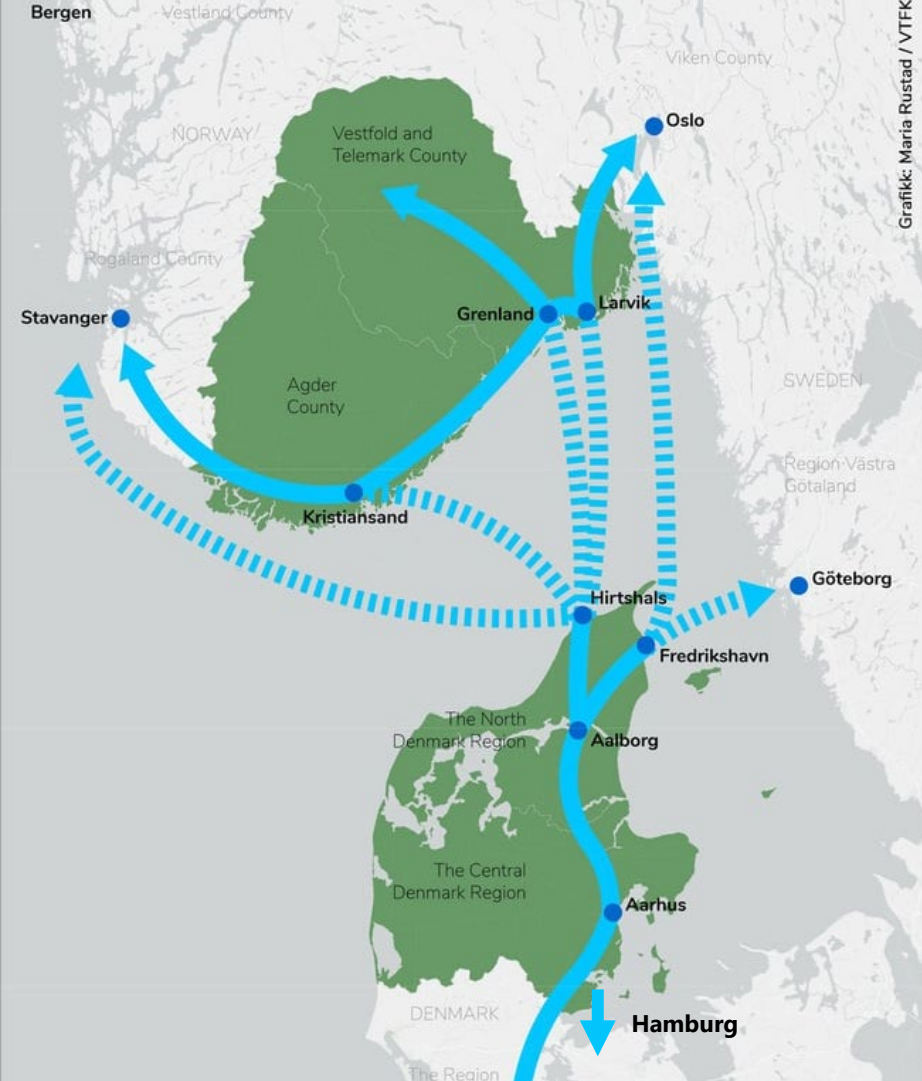 Bergen
Vestland County
Grafikk: Maria Rustad / VTFK
Viken County
Oslo
NORWAY
Vestfold and
Telemark County
Rogaland County
Stavanger
Grenland
Larvik
Agder
County
SWEDEN
Region Västra
Götaland
Kristiansand
Göteborg
Hirtshals
Fredrikshavn
The North
Denmark Region
Aalborg
The Central
Denmark Region
Aarhus
DENMARK
Hamburg
The Region